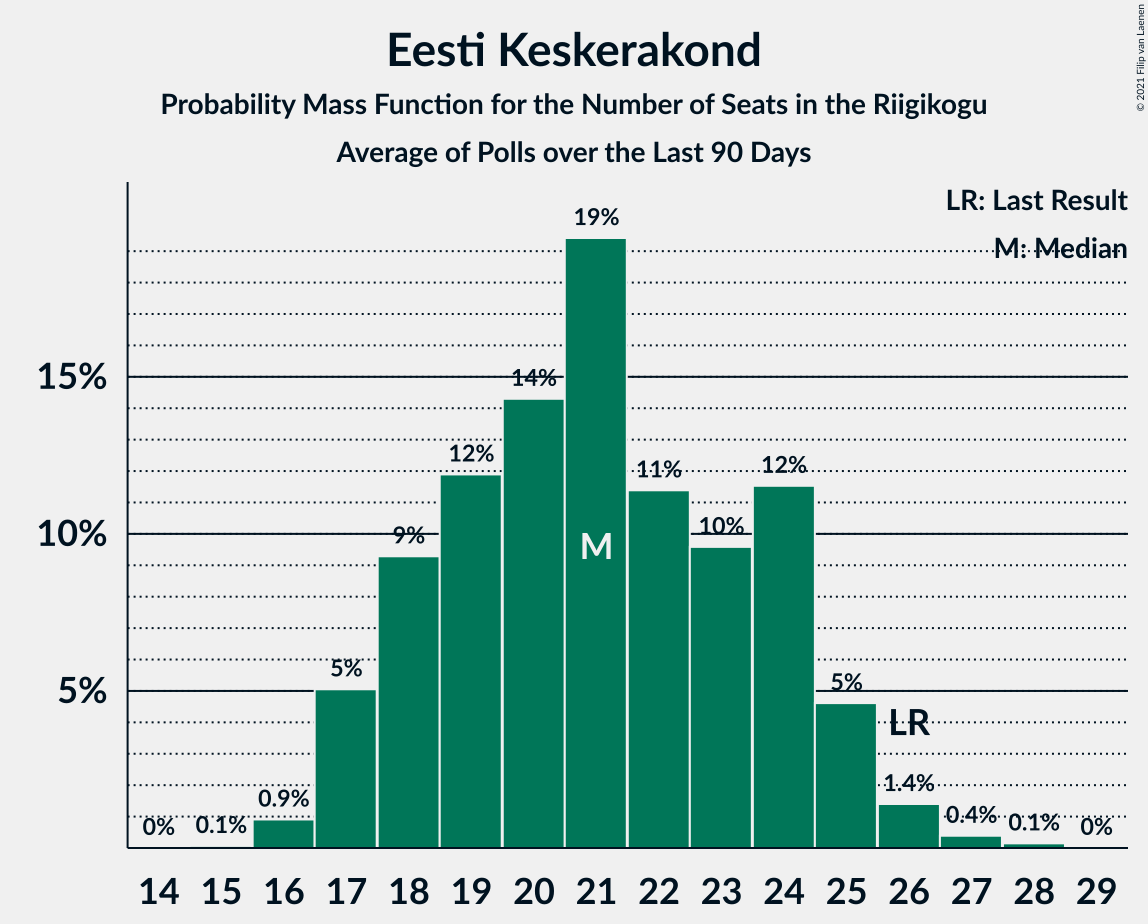 Eesti Keskerakond
Probability Mass Function for the Number of Seats in the Riigikogu
Average of Polls over the Last 90 Days
© 2021 Filip van Laenen
LR: Last Result
M: Median
19%
15%
14%
12%
11%
12%
10%
9%
10%
M
5%
5%
5%
LR
0%
0.1%
0.9%
1.4%
0.4%
0.1%
0%
14 15 16 17 18 19 20 21 22 23 24 25 26 27 28 29